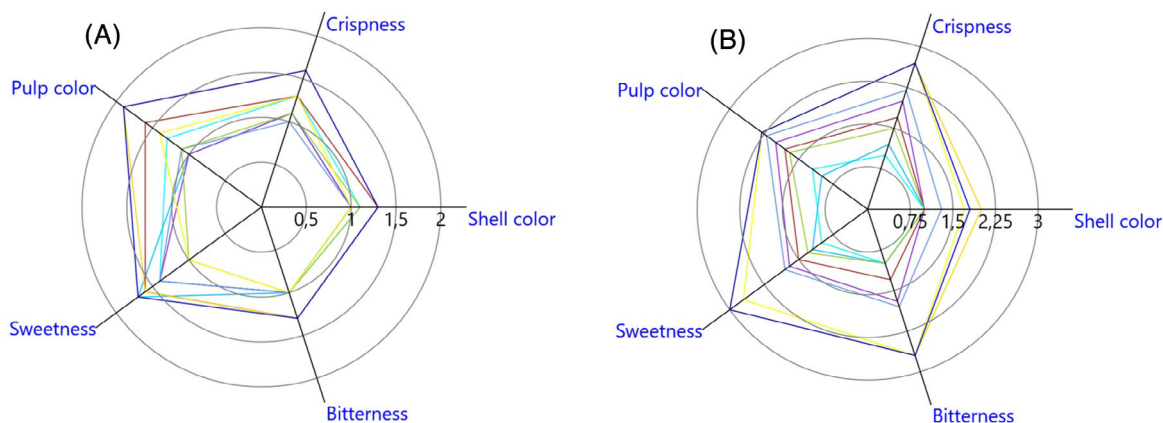 (A)
Crispness
Pulp color
0,5 1 1,5 2
Shell color
Sweetness
Bitterness
(B)
Crispness
Pulp color
0,75 1,5 2,25 3
Shell color
Sweetness
Bitterness